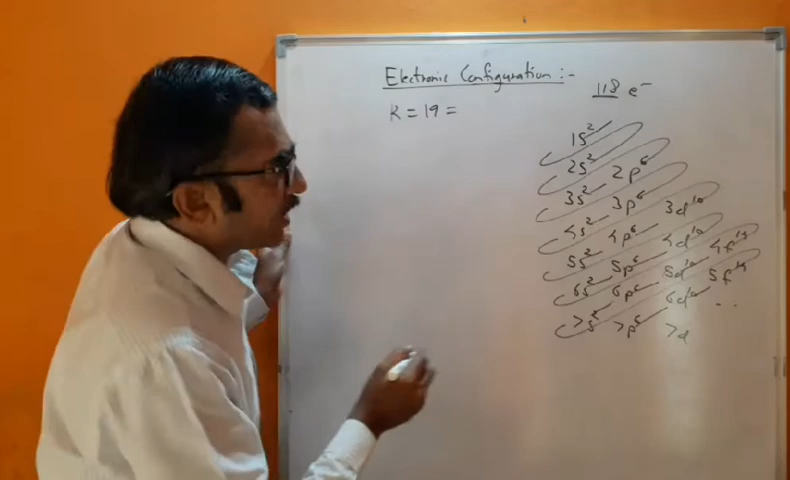 Electronic Configuration :-
118 e⁻
K = 19 =
1s²
2s² 2p⁶
3s² 3p⁶ 3d¹⁰
4s² 4p⁶ 4d¹⁰ 4f¹⁴
5s² 5p⁶ 5d¹⁰ 5f¹⁴
6s² 6p⁶ 6d¹⁰ ...
7s² 7p⁶ 7d